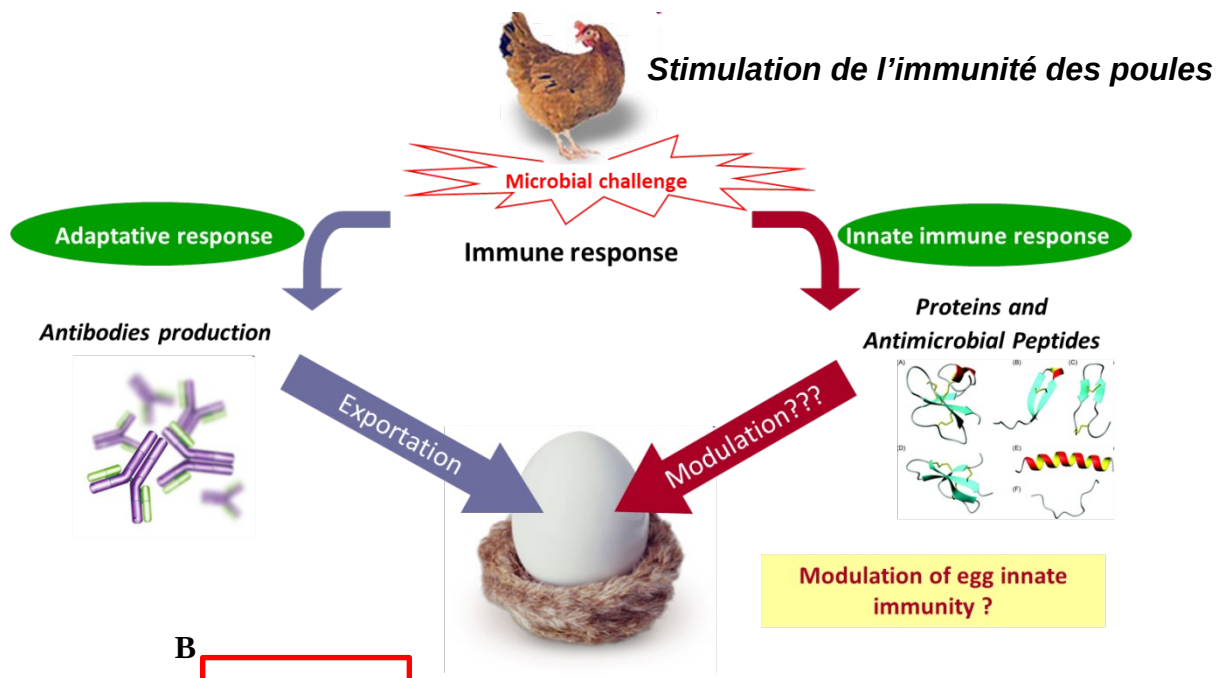 Stimulation de l’immunité des poules
Microbial challenge
Adaptative response
Immune response
Innate immune response
Antibodies production
Proteins and
Antimicrobial Peptides
(A)
(B)
(C)
(D)
(E)
(F)
Exportation
Modulation???
Modulation of egg innate
immunity ?
B